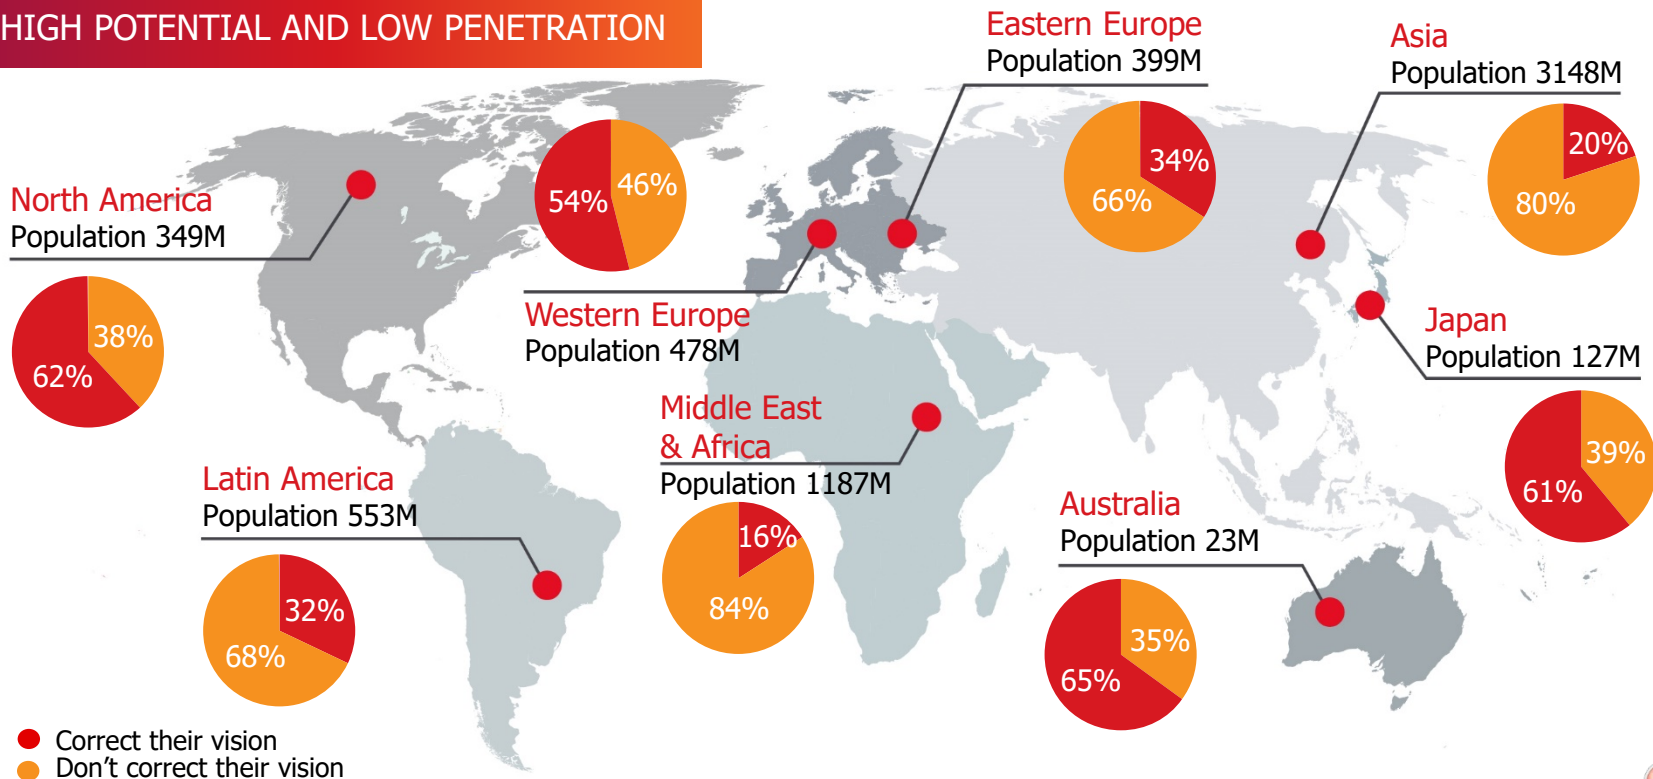 HIGH POTENTIAL AND LOW PENETRATION
Eastern Europe
Population 399M
34%
66%
Asia
Population 3148M
20%
80%
North America
Population 349M
38%
62%
54%
46%
Western Europe
Population 478M
Japan
Population 127M
39%
61%
Middle East
& Africa
Population 1187M
16%
84%
Latin America
Population 553M
32%
68%
Australia
Population 23M
35%
65%
Correct their vision
Don't correct their vision